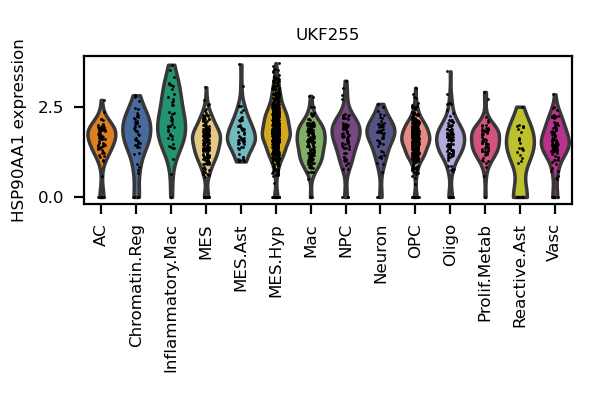 UKF255
HSP90AA1 expression
2.5
0.0
AC
Chromatin.Reg
Inflammatory.Mac
MES
MES.Ast
MES.Hyp
Mac
NPC
Neuron
OPC
Oligo
Prolif.Metab
Reactive.Ast
Vasc